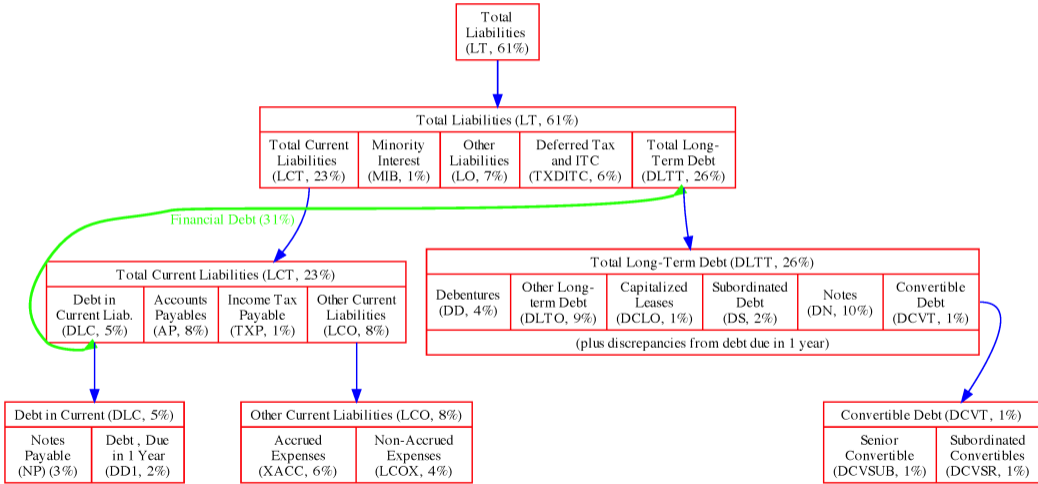 Total
Liabilities
(LT, 61%)
Total Liabilities (LT, 61%)
Total Current
Liabilities
(LCT, 23%)
Minority
Interest
(MIB, 1%)
Other
Liabilities
(LO, 7%)
Deferred Tax
and ITC
(TXDITC, 6%)
Total Long-
Term Debt
(DLTT, 26%)
Financial Debt (31%)
Total Current Liabilities (LCT, 23%)
Debt in
Current Liab.
(DLC, 5%)
Accounts
Payables
(AP, 8%)
Income Tax
Payable
(TXP, 1%)
Other Current
Liabilities
(LCO, 8%)
Total Long-Term Debt (DLTT, 26%)
Debentures
(DD, 4%)
Other Long-
term Debt
(DLTO, 9%)
Capitalized
Leases
(DCLO, 1%)
Subordinated
Debt
(DS, 2%)
Notes
(DN, 10%)
Convertible
Debt
(DCVT, 1%)
(plus discrepancies from debt due in 1 year)
Debt in Current (DLC, 5%)
Notes
Payable
(NP) (3%)
Debt , Due
in 1 Year
(DD1, 2%)
Other Current Liabilities (LCO, 8%)
Accrued
Expenses
(XACC, 6%)
Non-Accrued
Expenses
(LCOX, 4%)
Convertible Debt (DCVT, 1%)
Senior
Convertible
(DCVSUB, 1%)
Subordinated
Convertibles
(DCVSR, 1%)